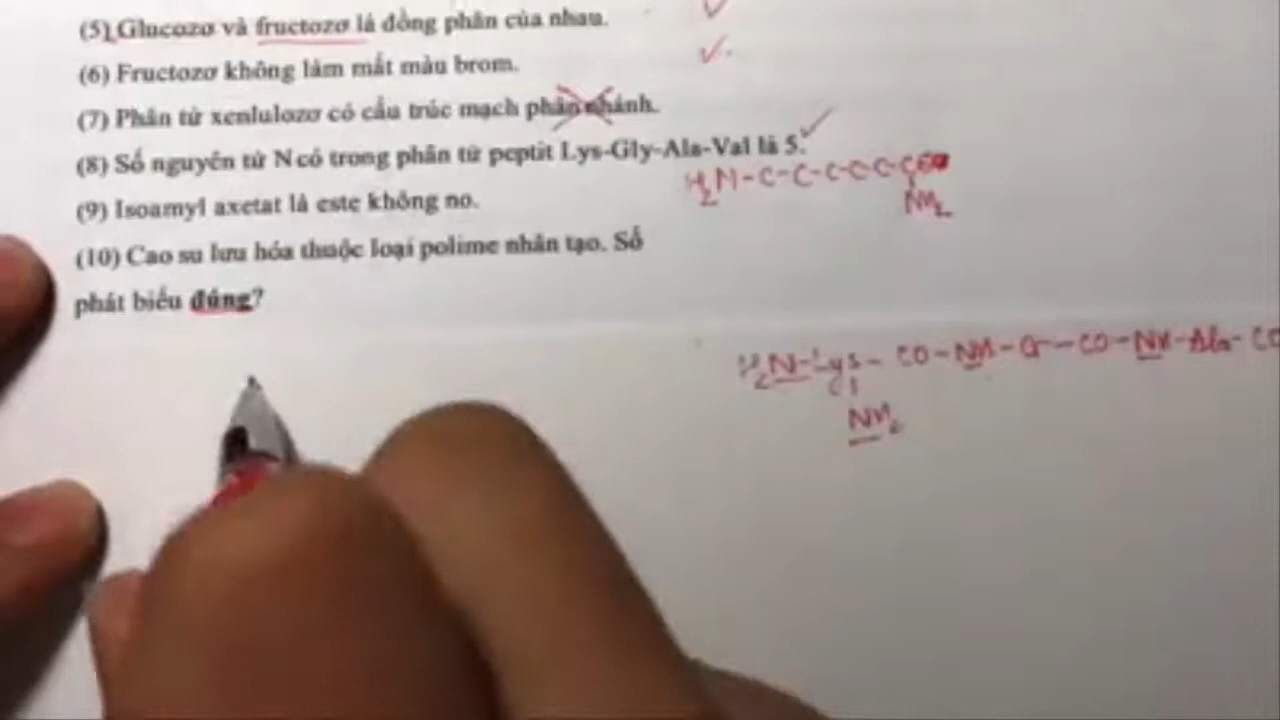 (5) Glucozơ và fructozơ là đồng phân của nhau.
(6) Fructozơ không làm mất màu brom.
(7) Phân tử xenlulozơ có cấu trúc mạch phân nhánh.
(8) Số nguyên tử N có trong phân tử peptit Lys-Gly-Ala-Val là 5.
H₂N-C-C-C-C-C-
NH₂
(9) Isoamyl axetat là este không no.
(10) Cao su lưu hóa thuộc loại polime nhân tạo. Số
phát biểu đúng?
H₂N-Lys- CO-NH- -CO-NH-Ala-CO
NH₂